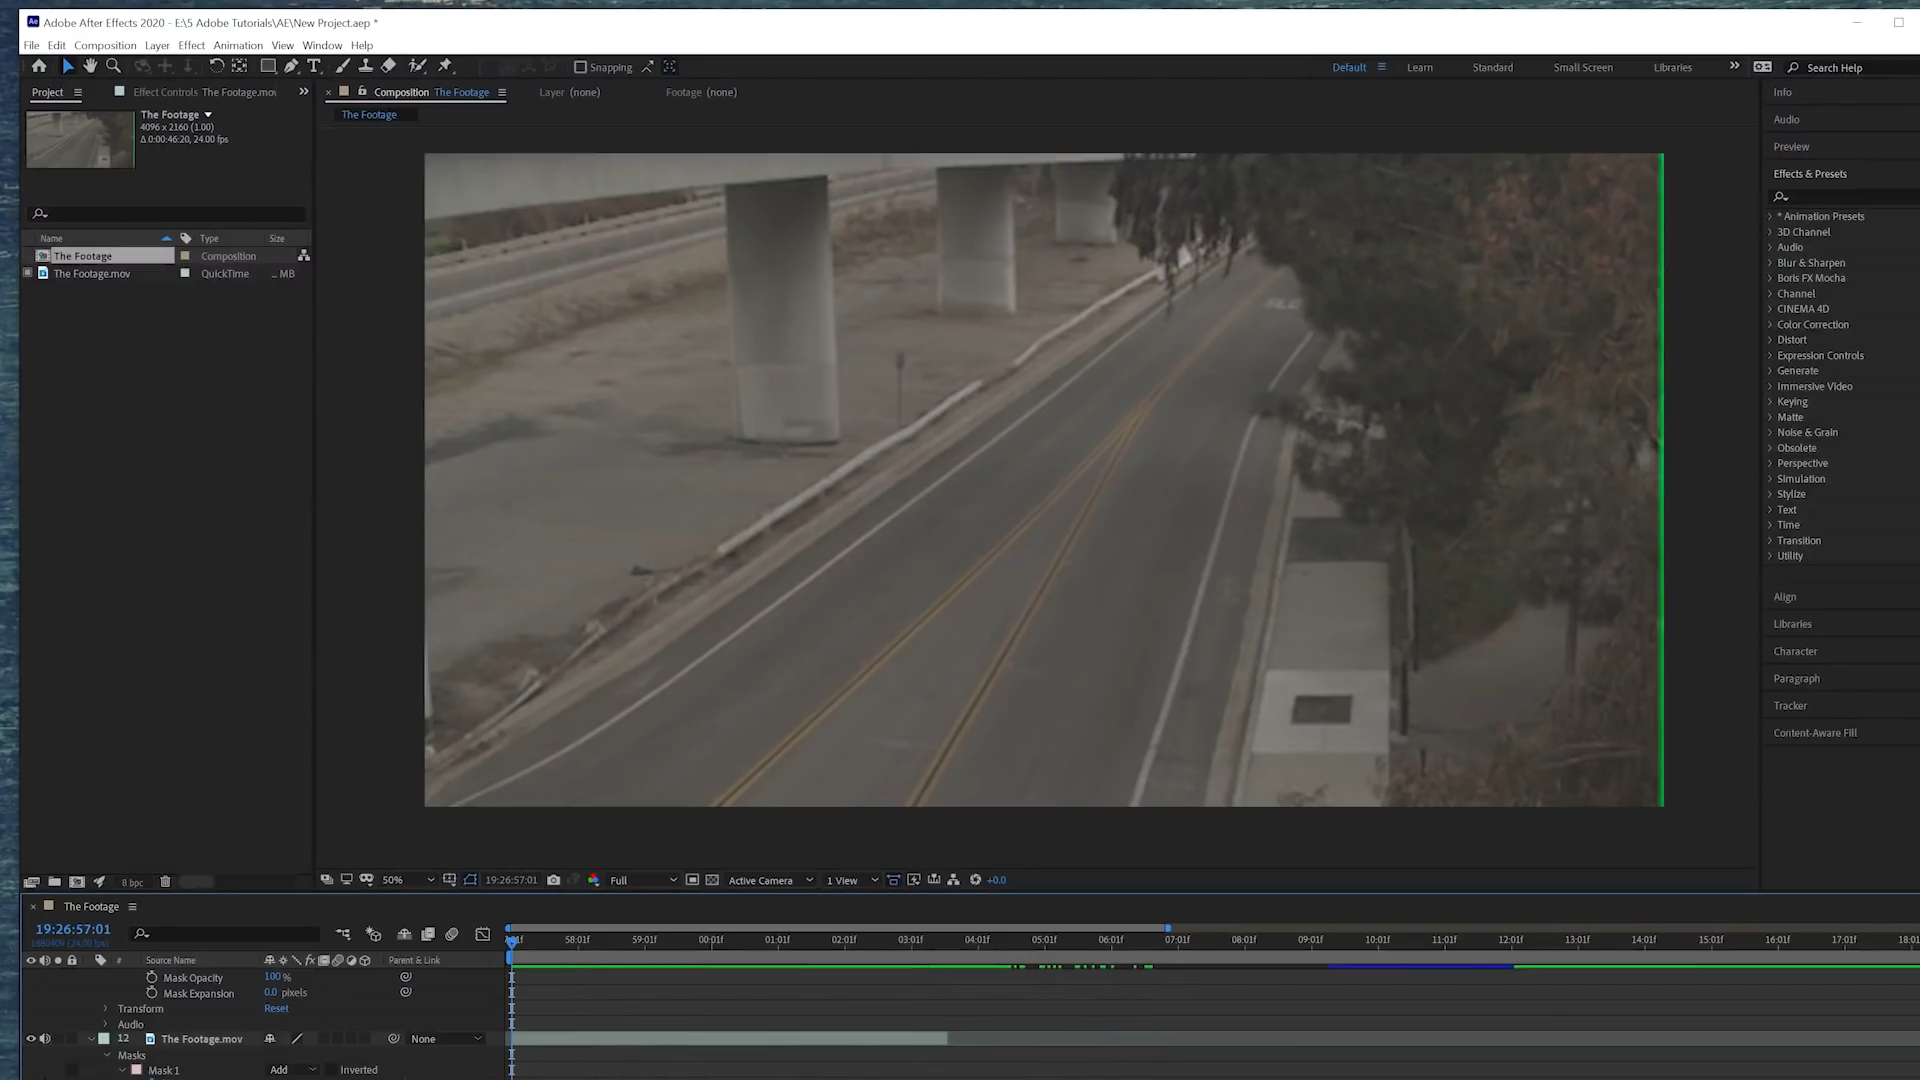 Adobe After Effects 2020 - E:\5 Adobe Tutorials\AE\New Project.aep *
File Edit Composition Layer Effect Animation View Window Help
Snapping Default Learn Standard Small Screen Libraries Search Help
Project Effect Controls The Footage.mov Composition The Footage Layer (none) Footage (none)
The Footage
The Footage
4096 x 2160 (1.00)
Δ 0:00:46:20, 24.00 fps
Name Type Size
The Footage Composition
The Footage.mov QuickTime ... MB
Info
Audio
Preview
Effects & Presets
* Animation Presets
3D Channel
Audio
Blur & Sharpen
Boris FX Mocha
Channel
CINEMA 4D
Color Correction
Distort
Expression Controls
Generate
Immersive Video
Keying
Matte
Noise & Grain
Obsolete
Perspective
Simulation
Stylize
Text
Time
Transition
Utility
Align
Libraries
Character
Paragraph
Tracker
Content-Aware Fill
8 bpc 50% 19:26:57:01 Full Active Camera 1 View +0.0
The Footage
19:26:57:01
1680409 (24.00 fps)
58:01f 59:01f 00:01f 01:01f 02:01f 03:01f 04:01f 05:01f 06:01f 07:01f 08:01f 09:01f 10:01f 11:01f 12:01f 13:01f 14:01f 15:01f 16:01f 17:01f 18:01
# Source Name fx Parent & Link
Mask Opacity 100 %
Mask Expansion 0.0 pixels
Transform Reset
Audio
12 The Footage.mov None
Masks
Mask 1 Add Inverted